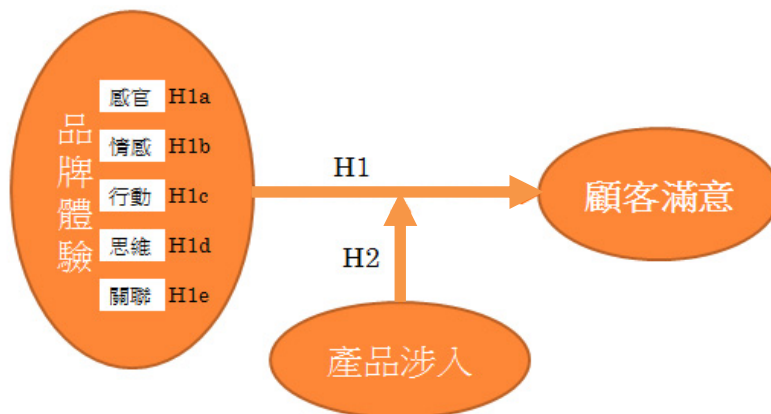 品牌體驗
感官 H1a
情感 H1b
行動 H1c
思維 H1d
關聯 H1e
H1
顧客滿意
H2
產品涉入